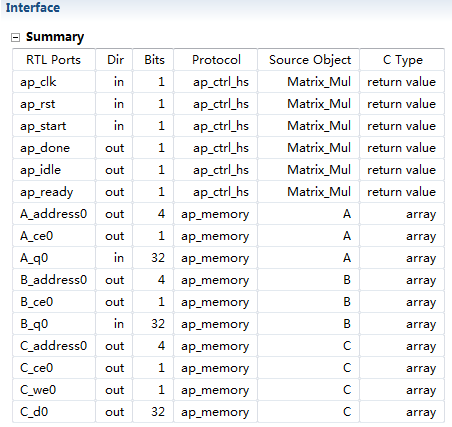 Interface
Summary
RTL Ports Dir Bits Protocol Source Object C Type
ap_clk in 1 ap_ctrl_hs Matrix_Mul return value
ap_rst in 1 ap_ctrl_hs Matrix_Mul return value
ap_start in 1 ap_ctrl_hs Matrix_Mul return value
ap_done out 1 ap_ctrl_hs Matrix_Mul return value
ap_idle out 1 ap_ctrl_hs Matrix_Mul return value
ap_ready out 1 ap_ctrl_hs Matrix_Mul return value
A_address0 out 4 ap_memory A array
A_ce0 out 1 ap_memory A array
A_q0 in 32 ap_memory A array
B_address0 out 4 ap_memory B array
B_ce0 out 1 ap_memory B array
B_q0 in 32 ap_memory B array
C_address0 out 4 ap_memory C array
C_ce0 out 1 ap_memory C array
C_we0 out 1 ap_memory C array
C_d0 out 32 ap_memory C array